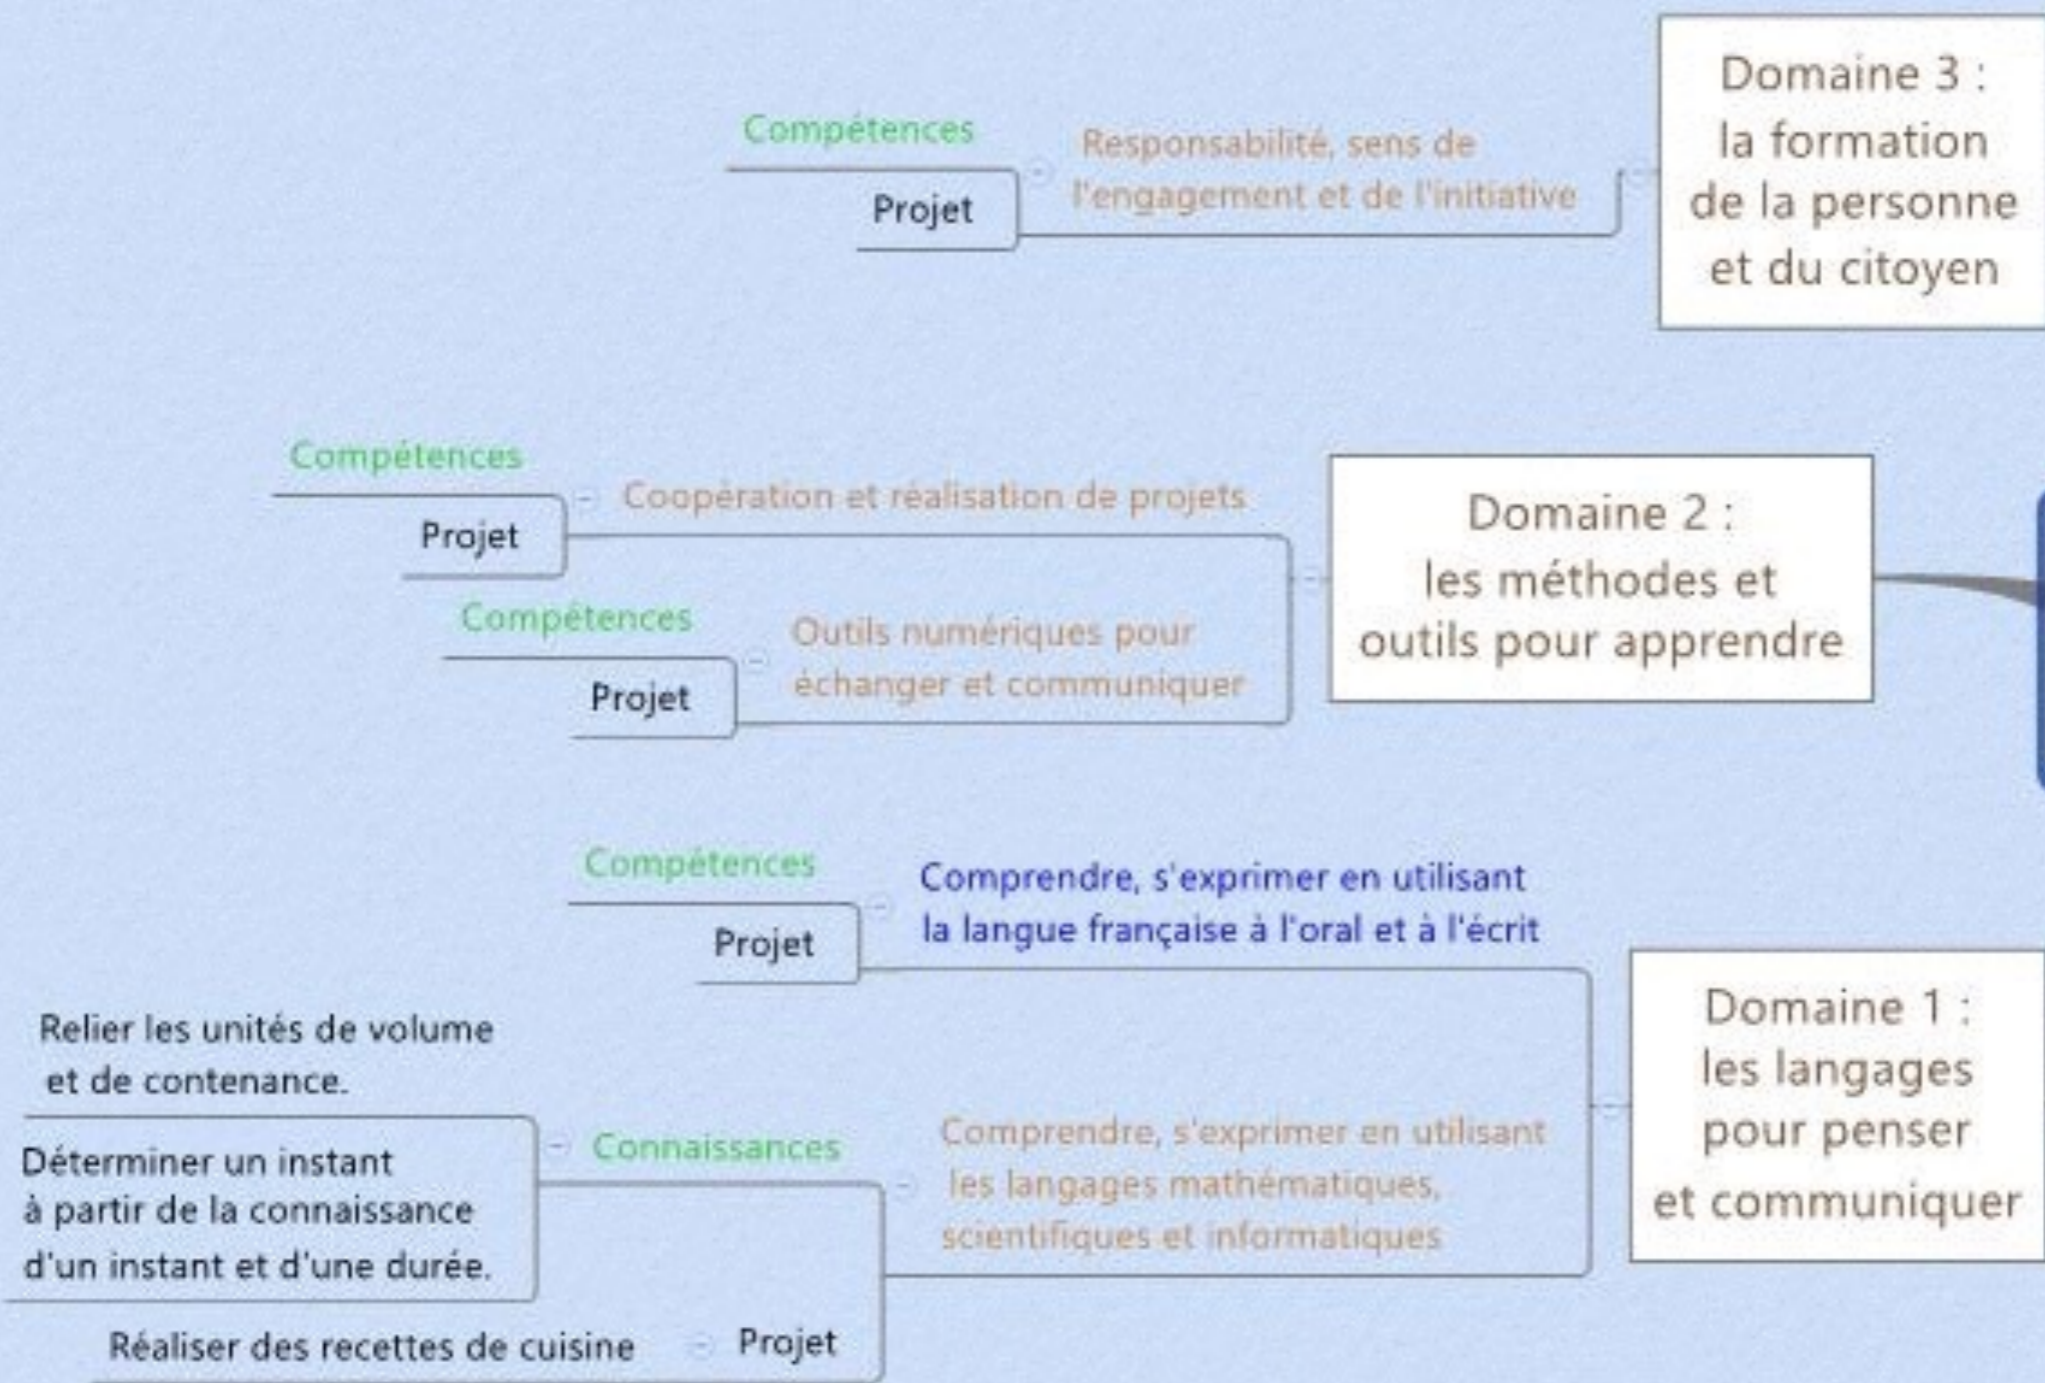 Domaine 3 :
la formation
de la personne
et du citoyen
Responsabilité, sens de
l'engagement et de l'initiative
Compétences
Projet
Domaine 2 :
les méthodes et
outils pour apprendre
Coopération et réalisation de projets
Compétences
Projet
Outils numériques pour
échanger et communiquer
Compétences
Projet
Domaine 1 :
les langages
pour penser
et communiquer
Comprendre, s'exprimer en utilisant
la langue française à l'oral et à l'écrit
Compétences
Projet
Comprendre, s'exprimer en utilisant
les langages mathématiques,
scientifiques et informatiques
Connaissances
Relier les unités de volume
et de contenance.
Déterminer un instant
à partir de la connaissance
d'un instant et d'une durée.
Projet
Réaliser des recettes de cuisine